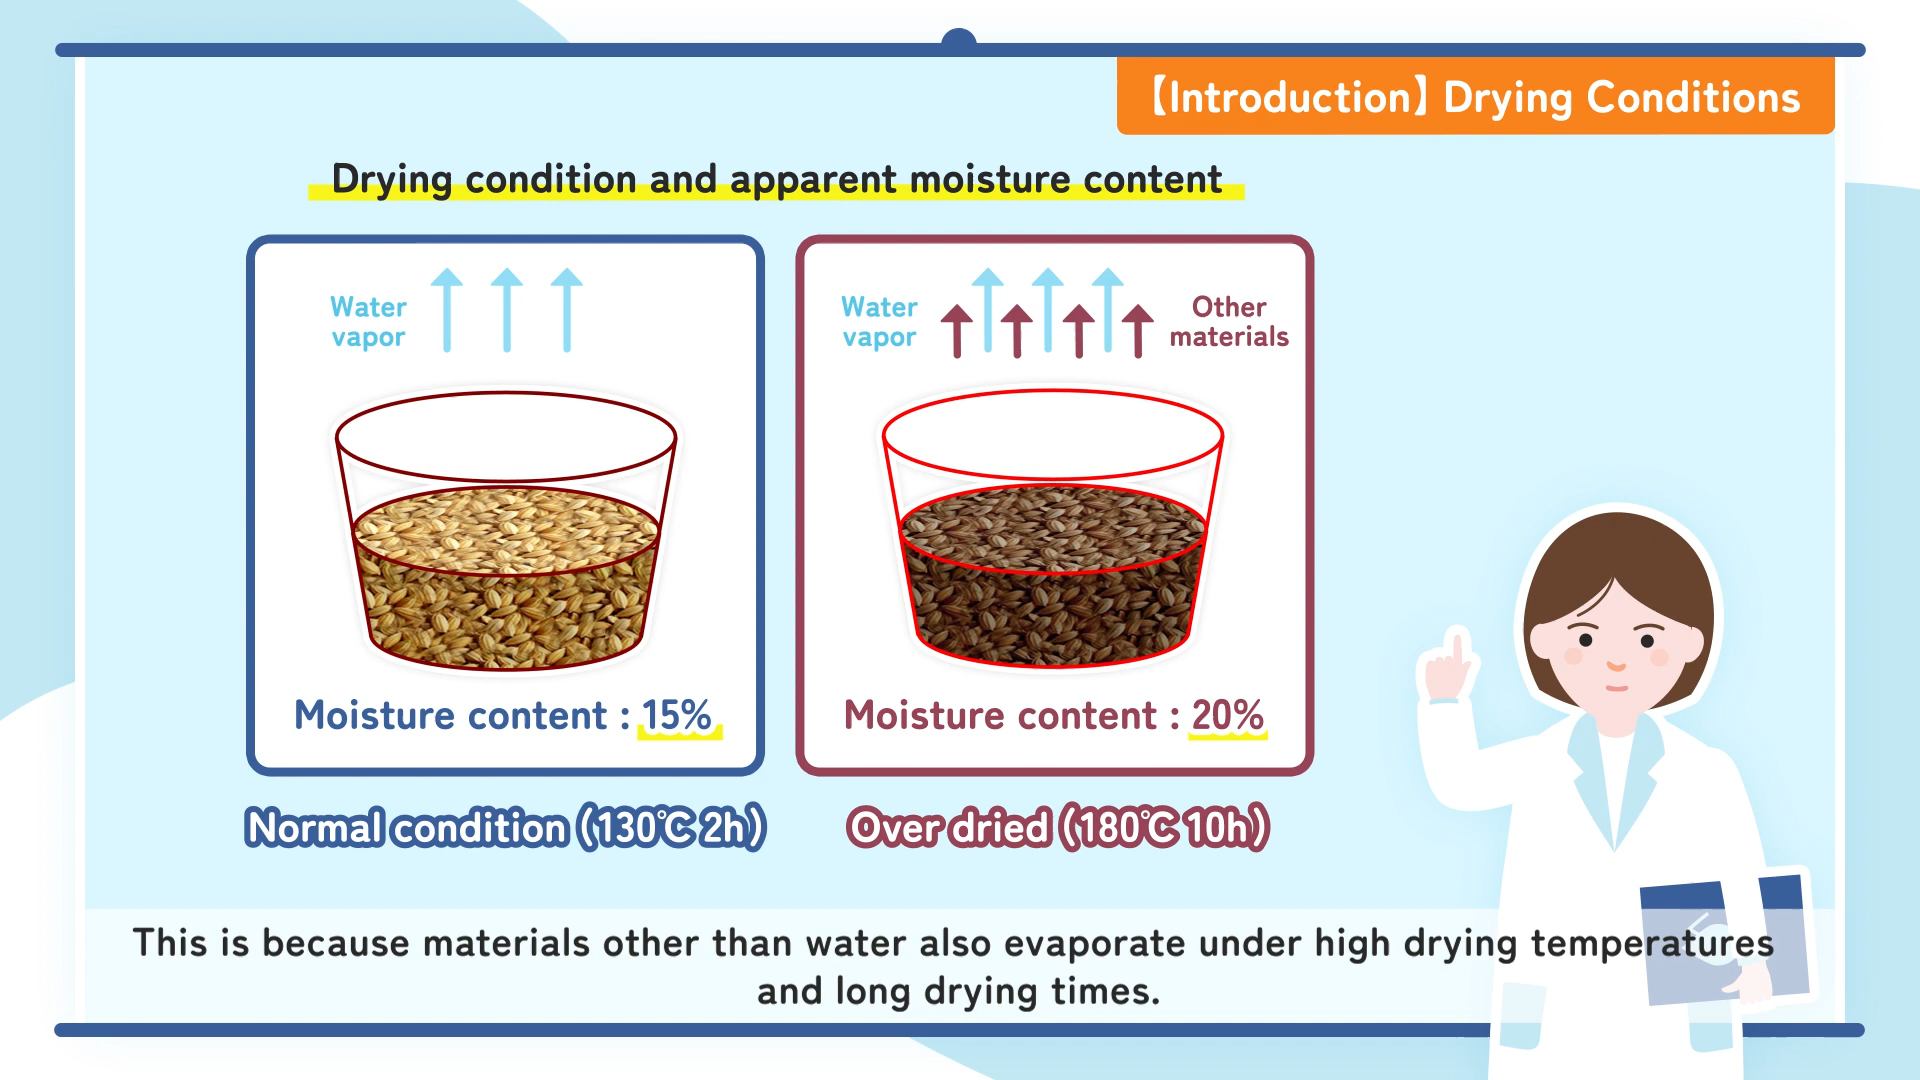 【Introduction】Drying Conditions
Drying condition and apparent moisture content
Water
vapor
Water
vapor
Other
materials
Moisture content : 15%
Moisture content : 20%
Normal condition (130℃ 2h)
Over dried (180℃ 10h)
This is because materials other than water also evaporate under high drying temperatures
and long drying times.